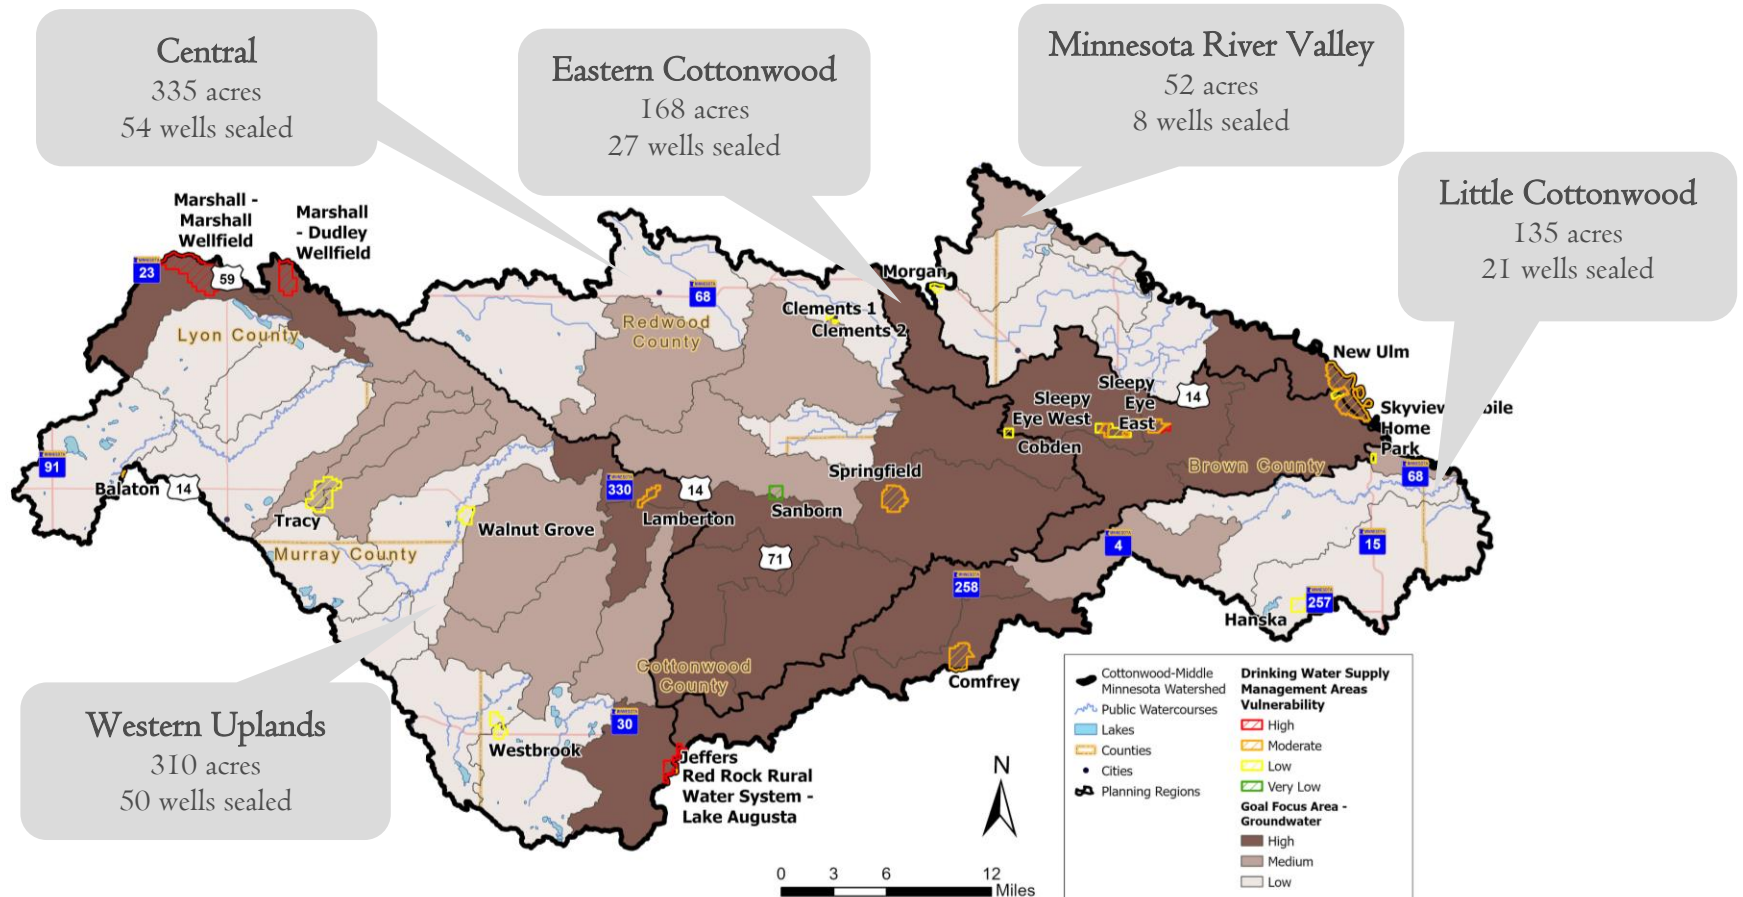 Central
335 acres
54 wells sealed
Eastern Cottonwood
168 acres
27 wells sealed
Minnesota River Valley
52 acres
8 wells sealed
Little Cottonwood
135 acres
21 wells sealed
Western Uplands
310 acres
50 wells sealed
Marshall -
Marshall
Wellfield
Marshall
- Dudley
Wellfield
23
59
Lyon County
68
Redwood
County
Clements 1
Clements 2
Morgan
New Ulm
Sleepy
Eye
East
14
Sleepy
Eye West
Cobden
Skyview
bile
Home
Park
Brown County
68
91
Balaton
14
Tracy
Murray County
Walnut Grove
330
Lamberton
14
Sanborn
Springfield
71
4
15
258
257
Hanska
Comfrey
Cottonwood
County
Westbrook
30
Jeffers
Red Rock Rural
Water System -
Lake Augusta
N
0 3 6 12
Miles
Cottonwood-Middle
Minnesota Watershed
Public Watercourses
Lakes
Counties
Cities
Planning Regions
Drinking Water Supply
Management Areas
Vulnerability
High
Moderate
Low
Very Low
Goal Focus Area -
Groundwater
High
Medium
Low